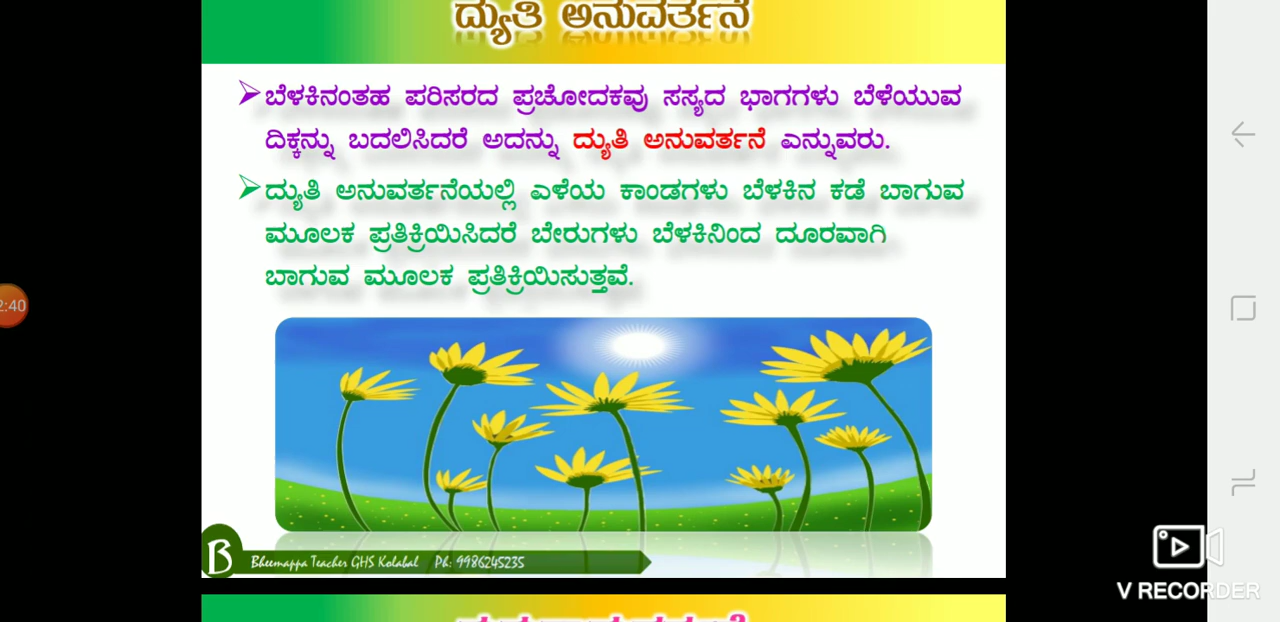 ದ್ಯುತಿ ಅನುವರ್ತನೆ
ಬೆಳಕಿನಂತಹ ಪರಿಸರದ ಪ್ರಚೋದಕವು ಸಸ್ಯದ ಭಾಗಗಳು ಬೆಳೆಯುವ
ದಿಕ್ಕನ್ನು ಬದಲಿಸಿದರೆ ಅದನ್ನು ದ್ಯುತಿ ಅನುವರ್ತನೆ ಎನ್ನುವರು.
ದ್ಯುತಿ ಅನುವರ್ತನೆಯಲ್ಲಿ ಎಳೆಯ ಕಾಂಡಗಳು ಬೆಳಕಿನ ಕಡೆ ಬಾಗುವ
ಮೂಲಕ ಪ್ರತಿಕ್ರಿಯಿಸಿದರೆ ಬೇರುಗಳು ಬೆಳಕಿನಿಂದ ದೂರವಾಗಿ
ಬಾಗುವ ಮೂಲಕ ಪ್ರತಿಕ್ರಿಯಿಸುತ್ತವೆ.
2:40
B Bheemappa Teacher GHS Kolabal Ph: 9986245235
V RECORDER